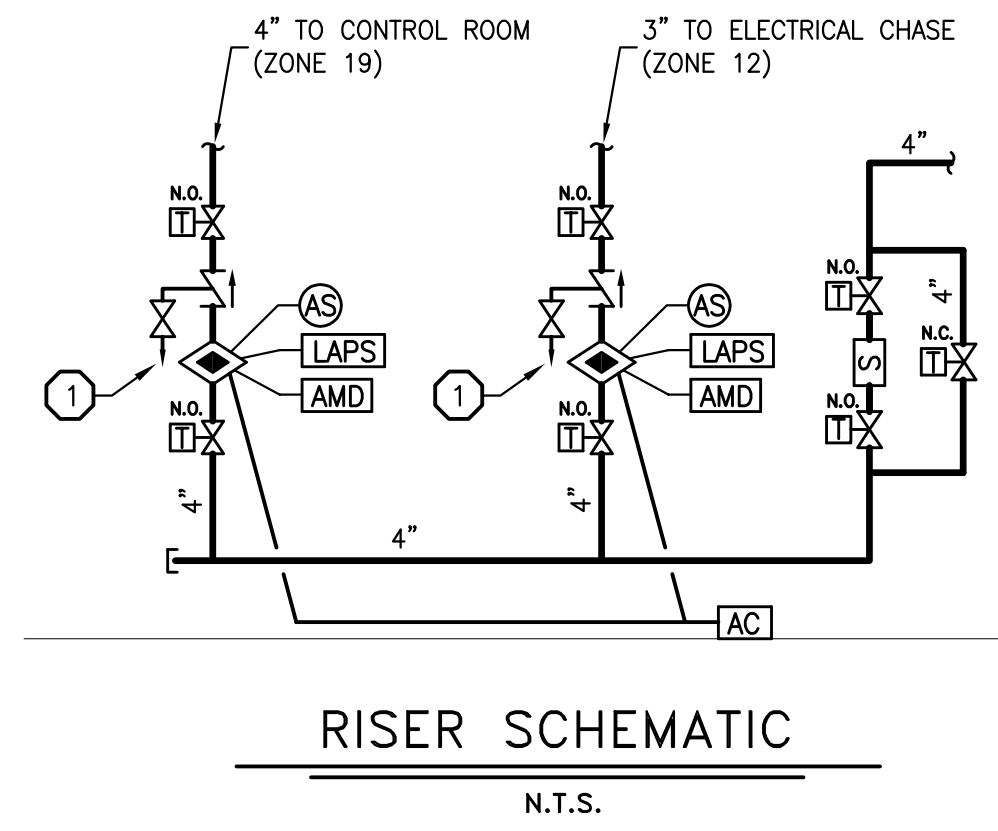 4” TO CONTROL ROOM
(ZONE 19)
3” TO ELECTRICAL CHASE
(ZONE 12)
4”
N.O.
T
N.O.
T
N.O.
T
4”
N.C.
T
AS
LAPS
AMD
1
AS
LAPS
AMD
1
S
N.O.
T
N.O.
T
N.O.
T
4”
4”
4”
AC
RISER SCHEMATIC
N.T.S.